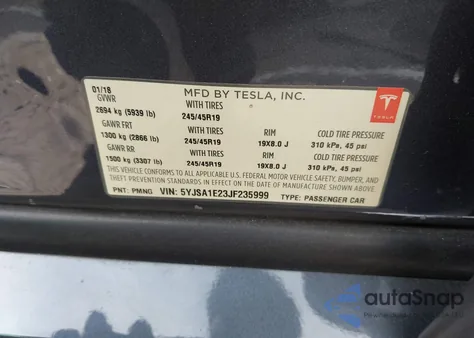 MFD BY TESLA, INC.
01/18
GVWR
2694 kg (5939 lb)
GAWR FRT
1300 kg (2866 lb)
GAWR RR
1500 kg (3307 lb)
WITH TIRES
245/45R19
WITH TIRES
245/45R19
WITH TIRES
245/45R19
RIM
19X8.0 J
RIM
19X8.0 J
COLD TIRE PRESSURE
310 kPa, 45 psi
COLD TIRE PRESSURE
310 kPa, 45 psi
TESLA
THIS VEHICLE CONFORMS TO ALL APPLICABLE U.S. FEDERAL MOTOR VEHICLE SAFETY, BUMPER, AND
THEFT PREVENTION STANDARDS IN EFFECT ON THE DATE OF MANUFACTURE SHOWN ABOVE.
PNT: PMNG VIN: 5YJSA1E23JF235999 TYPE: PASSENGER CAR
autoSnap